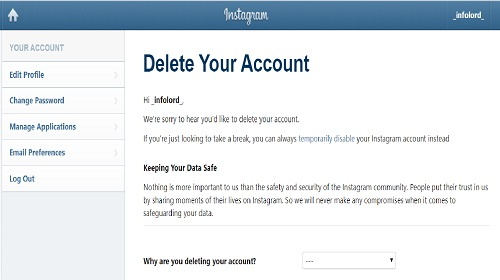 Instagram
_infolord_
YOUR ACCOUNT
Edit Profile
Change Password
Manage Applications
Email Preferences
Log Out
Delete Your Account
Hi _infolord_,
We're sorry to hear you'd like to delete your account.
If you're just looking to take a break, you can always temporarily disable your Instagram account instead
Keeping Your Data Safe
Nothing is more important to us than the safety and security of the Instagram community. People put their trust in us
by sharing moments of their lives on Instagram. So we will never make any compromises when it comes to
safeguarding your data.
Why are you deleting your account?
----